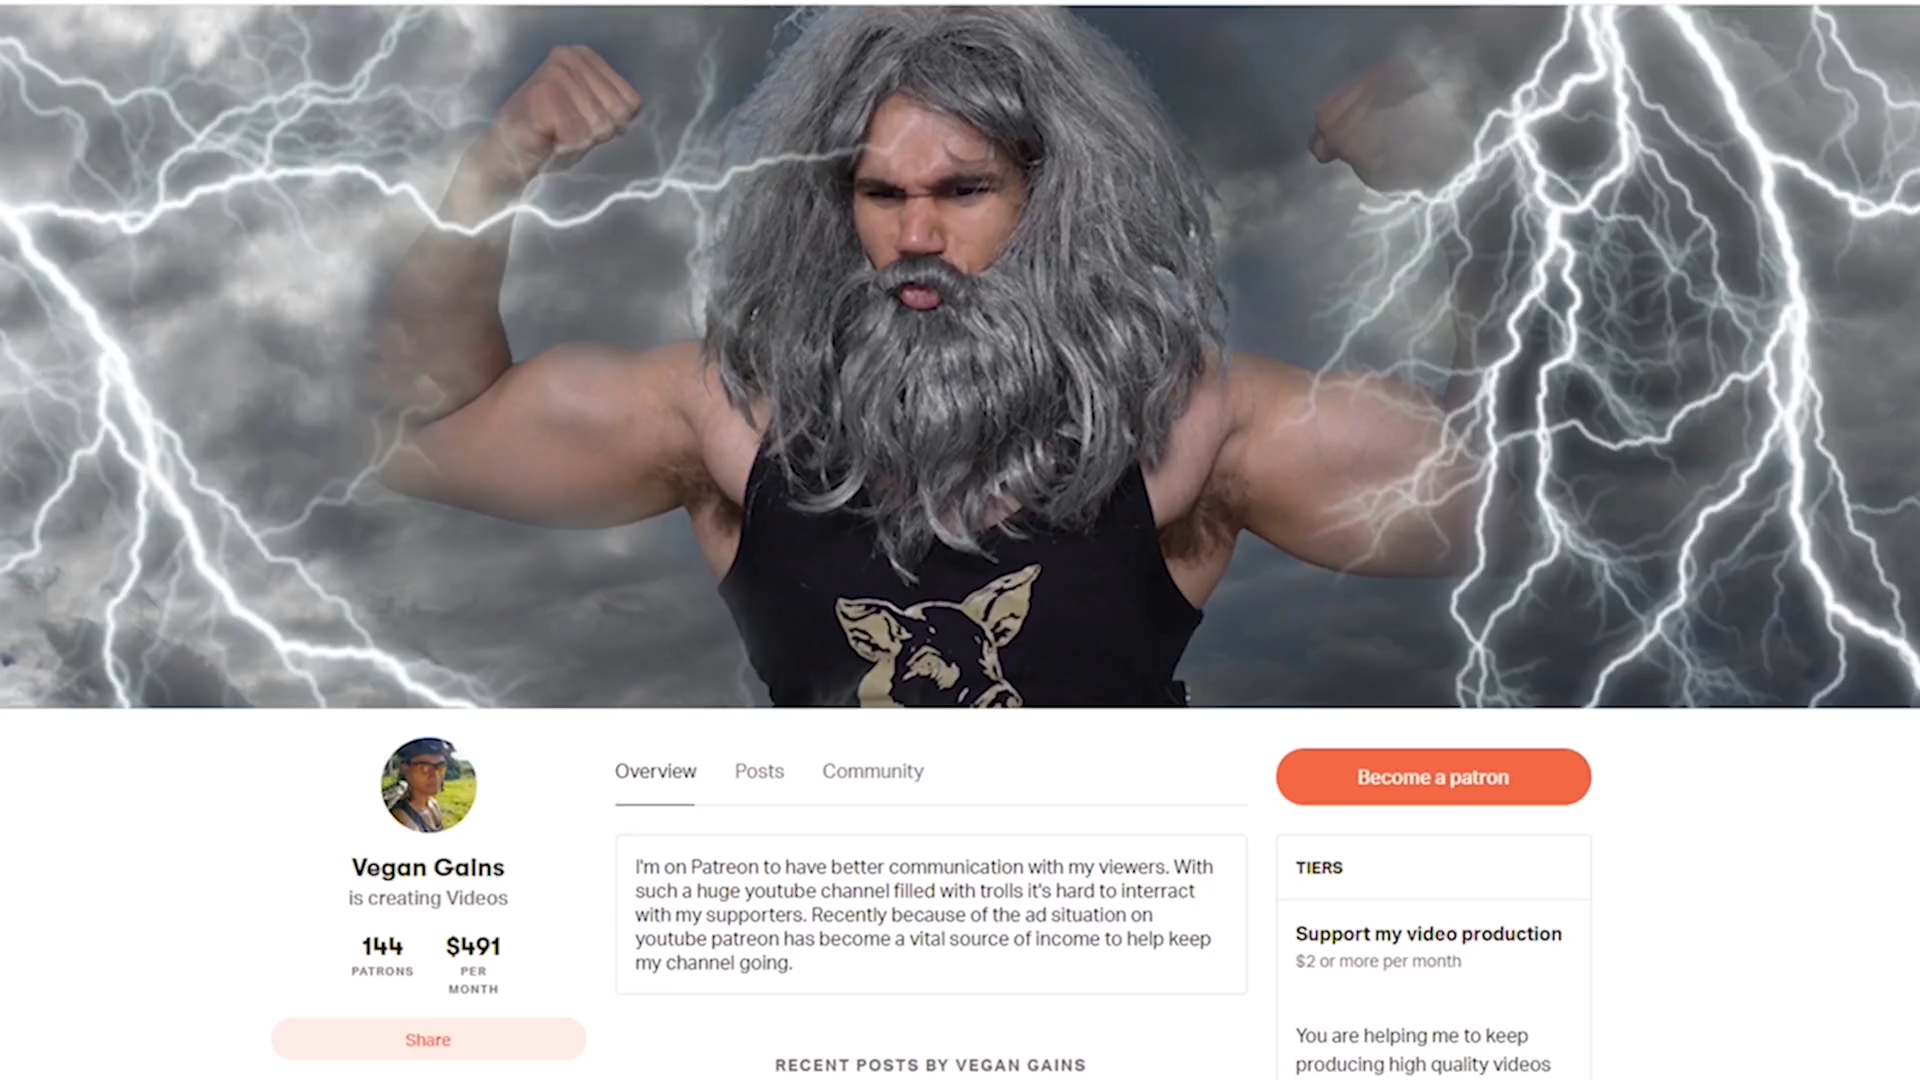 Vegan Gains
is creating Videos
144
PATRONS
$491
PER
MONTH
Share
Overview Posts Community
I'm on Patreon to have better communication with my viewers. With
such a huge youtube channel filled with trolls it's hard to interract
with my supporters. Recently because of the ad situation on
youtube patreon has become a vital source of income to help keep
my channel going.
RECENT POSTS BY VEGAN GAINS
Become a patron
TIERS
Support my video production
$2 or more per month
You are helping me to keep
producing high quality videos